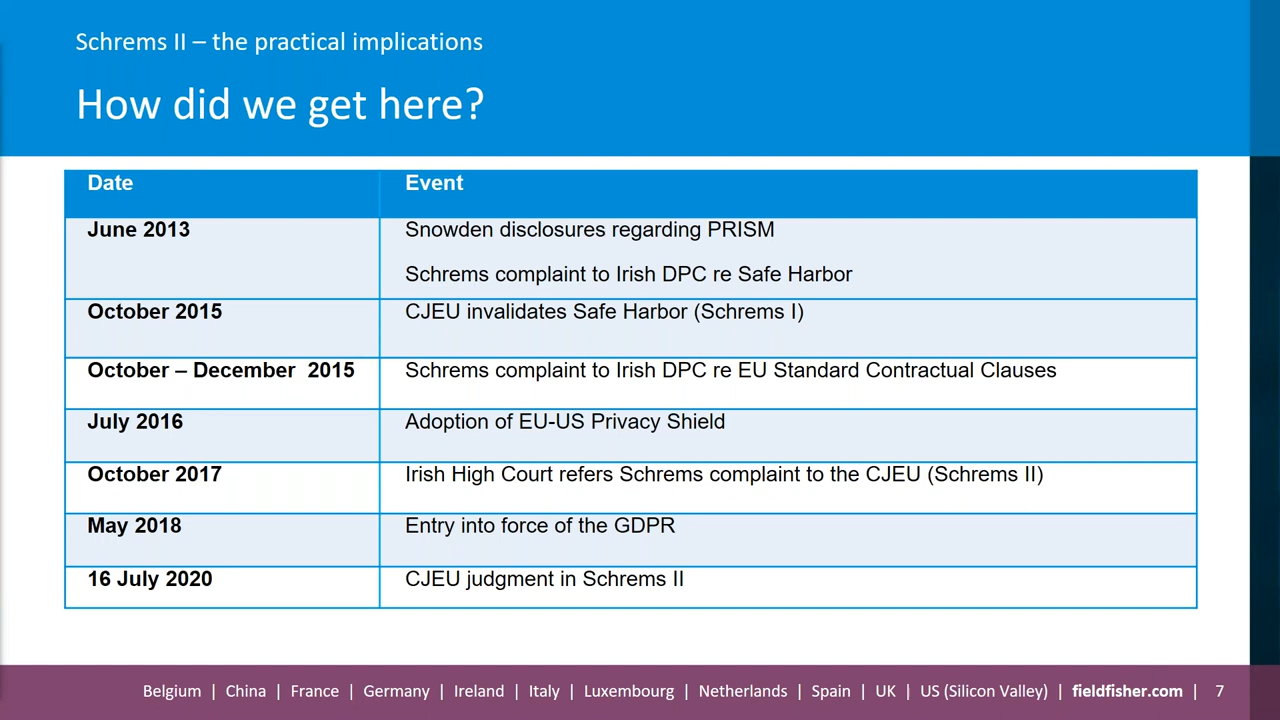 Schrems II – the practical implications
How did we get here?
Date Event
June 2013 Snowden disclosures regarding PRISM
Schrems complaint to Irish DPC re Safe Harbor
October 2015 CJEU invalidates Safe Harbor (Schrems I)
October – December 2015 Schrems complaint to Irish DPC re EU Standard Contractual Clauses
July 2016 Adoption of EU-US Privacy Shield
October 2017 Irish High Court refers Schrems complaint to the CJEU (Schrems II)
May 2018 Entry into force of the GDPR
16 July 2020 CJEU judgment in Schrems II
Belgium | China | France | Germany | Ireland | Italy | Luxembourg | Netherlands | Spain | UK | US (Silicon Valley) | fieldfisher.com | 7